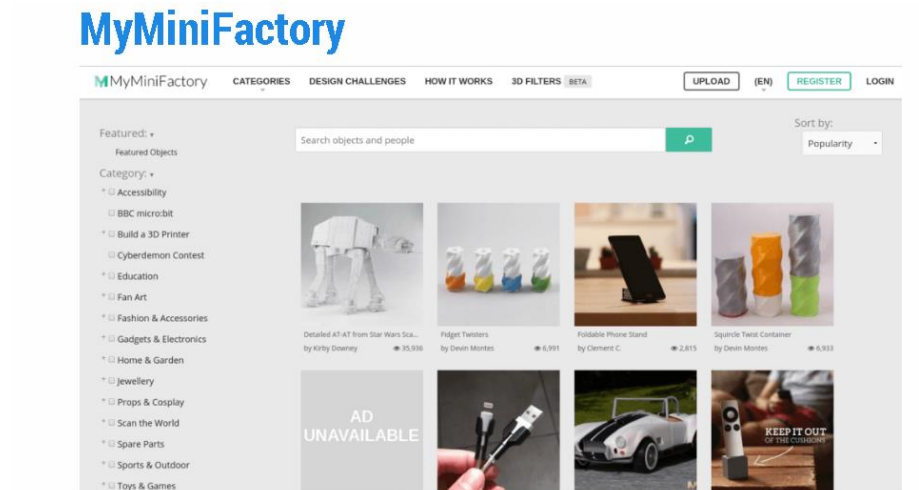 MyMiniFactory
MyMiniFactory CATEGORIES DESIGN CHALLENGES HOW IT WORKS 3D FILTERS BETA UPLOAD (EN) REGISTER LOGIN
Sort by:
Popularity
Search objects and people
Featured:
Featured Objects
Category:
Accessibility
BBC micro:bit
Build a 3D Printer
Cyberdemon Contest
Education
Fan Art
Fashion & Accessories
Gadgets & Electronics
Home & Garden
Jewellery
Props & Cosplay
Scan the World
Spare Parts
Sports & Outdoor
Toys & Games
Detailed AT-AT from Star Wars Sca...
by Kirby Downey 35,936
Fidget Twisters
by Devin Montes 6,991
Foldable Phone Stand
by Clement C. 2,815
Squircle Twist Container
by Devin Montes 6,933
AD
UNAVAILABLE
KEEP IT OUT
OF THE CUSHIONS